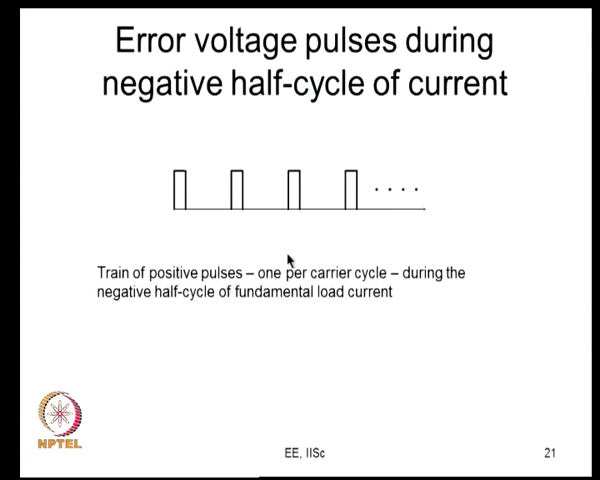 Error voltage pulses during
negative half-cycle of current
Train of positive pulses – one per carrier cycle – during the
negative half-cycle of fundamental load current
NPTEL
EE, IISc
21